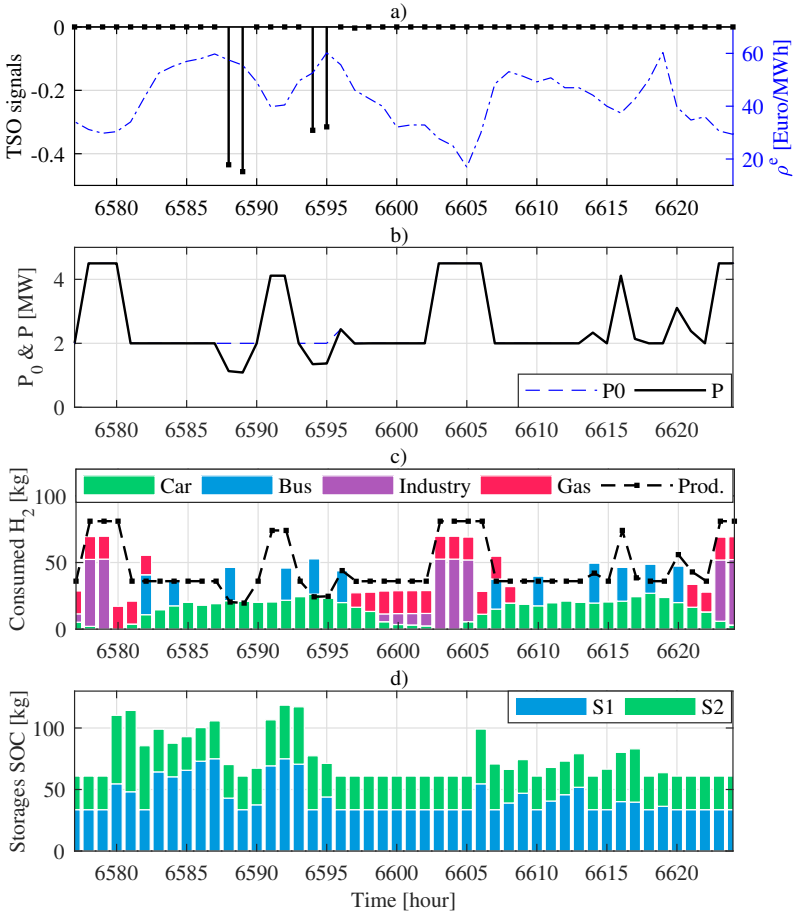 a)
0
-0.2
-0.4
TSO signals
60
40
20
ρᵉ [Euro/MWh]
6580 6585 6590 6595 6600 6605 6610 6615 6620
b)
4
2
0
P₀ & P [MW]
P0 P
6580 6585 6590 6595 6600 6605 6610 6615 6620
c)
100
50
0
Consumed H₂ [kg]
Car Bus Industry Gas Prod.
6580 6585 6590 6595 6600 6605 6610 6615 6620
d)
100
50
0
Storages SOC [kg]
S1 S2
6580 6585 6590 6595 6600 6605 6610 6615 6620
Time [hour]